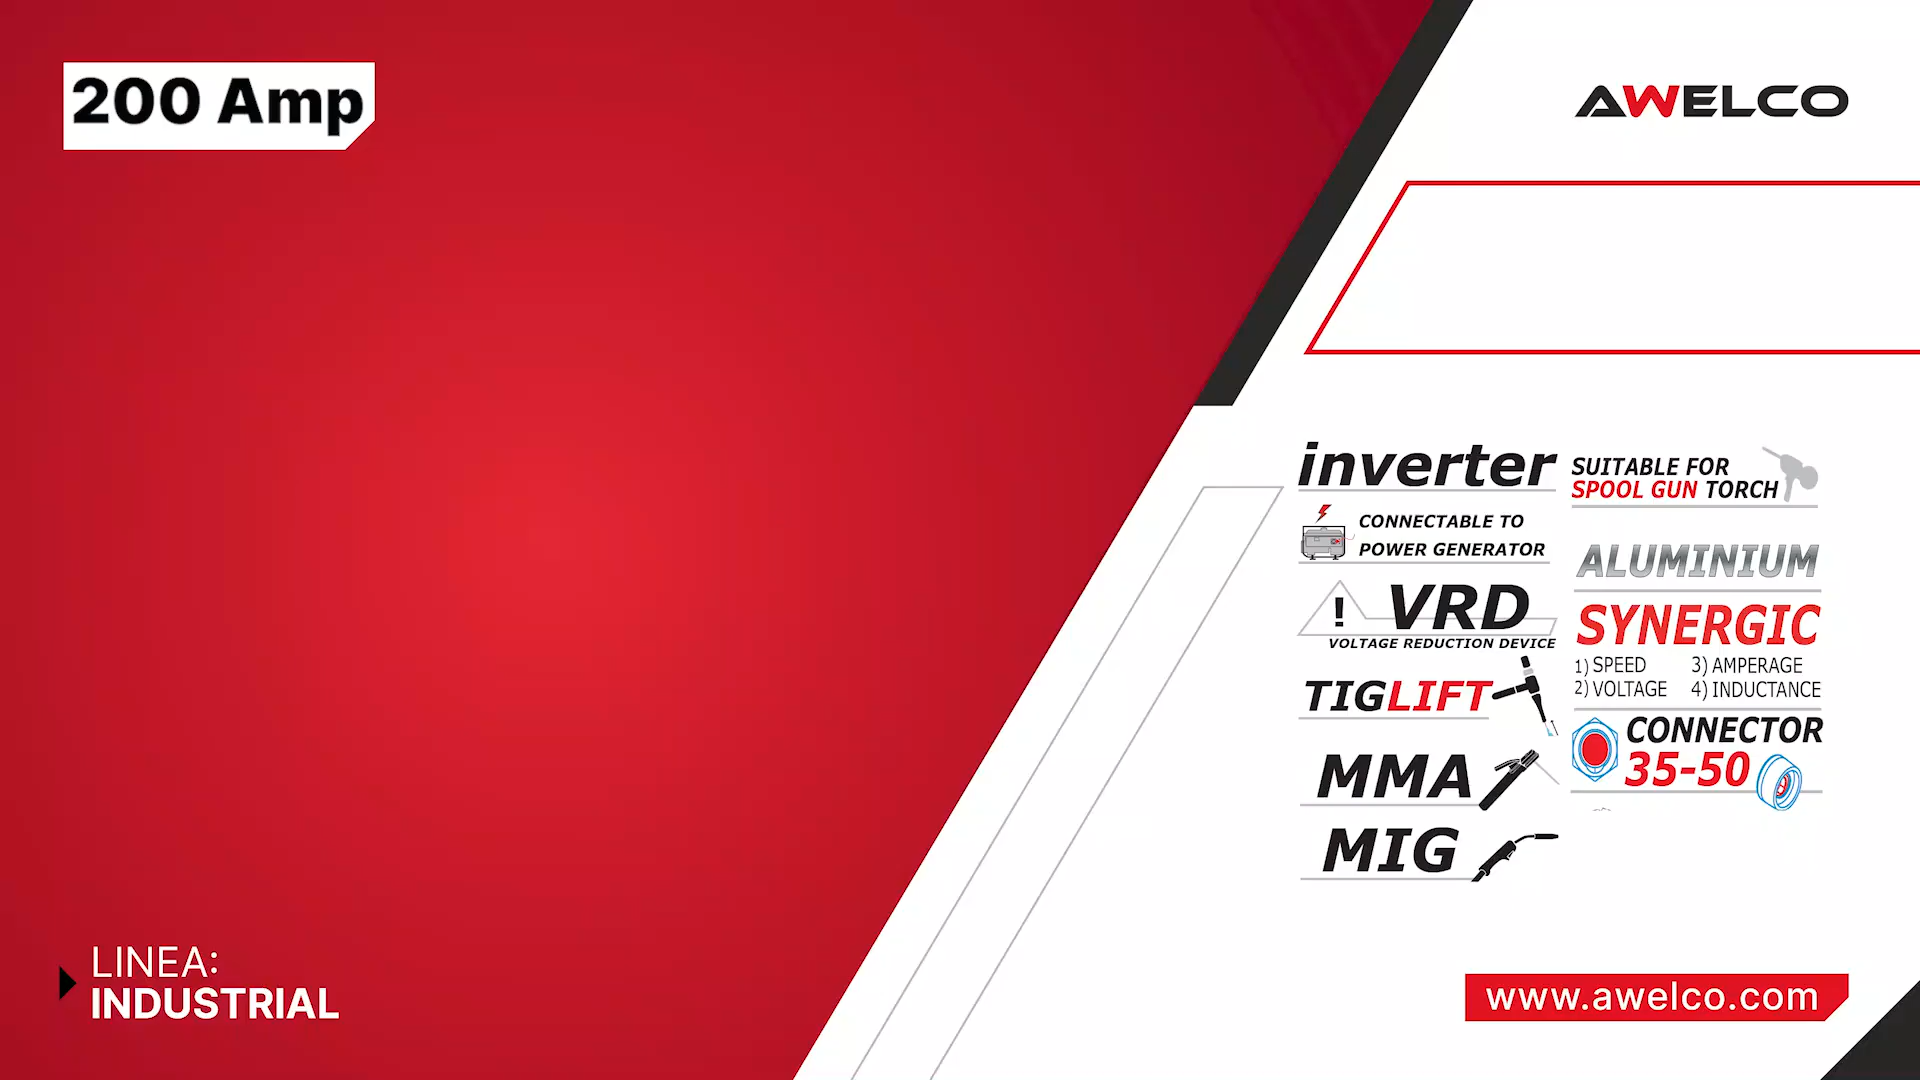 200 Amp
AWELCO
inverter
CONNECTABLE TO
POWER GENERATOR
! VRD
VOLTAGE REDUCTION DEVICE
TIGLIFT
MMA
MIG
SUITABLE FOR
SPOOL GUN TORCH
ALUMINIUM
SYNERGIC
1) SPEED 3) AMPERAGE
2) VOLTAGE 4) INDUCTANCE
CONNECTOR
35-50
LINEA:
INDUSTRIAL
www.awelco.com